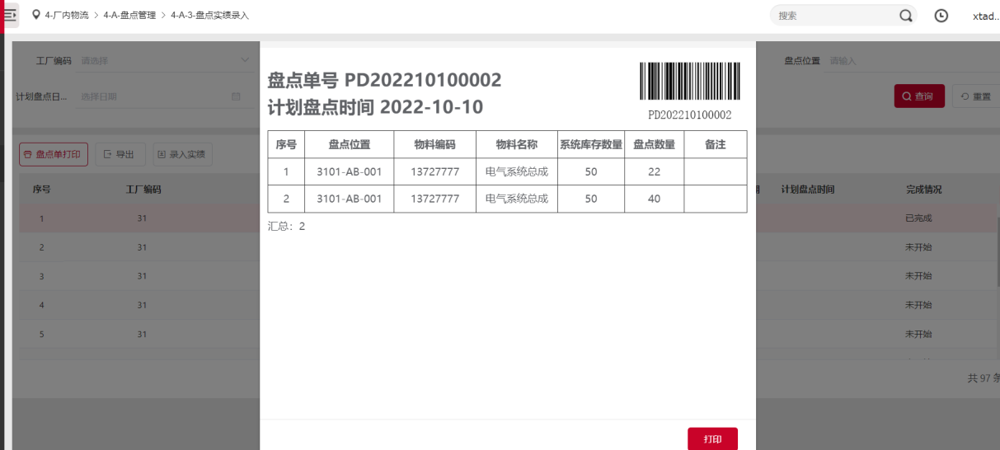 4-厂内物流 > 4-A-盘点管理 > 4-A-3-盘点实绩录入
搜索
xtad...
工厂编码 请选择
盘点位置 请输入
计划盘点日... 选择日期
查询 重置
盘点单打印 导出 录入实绩
盘点单号 PD202210100002
计划盘点时间 2022-10-10
PD202210100002
序号 盘点位置 物料编码 物料名称 系统库存数量 盘点数量 备注
1 3101-AB-001 13727777 电气系统总成 50 22
2 3101-AB-001 13727777 电气系统总成 50 40
汇总：2
序号 工厂编码 计划盘点时间 完成情况
1 31 已完成
2 31 未开始
3 31 未开始
4 31 未开始
5 31 未开始
共 97 条
打印